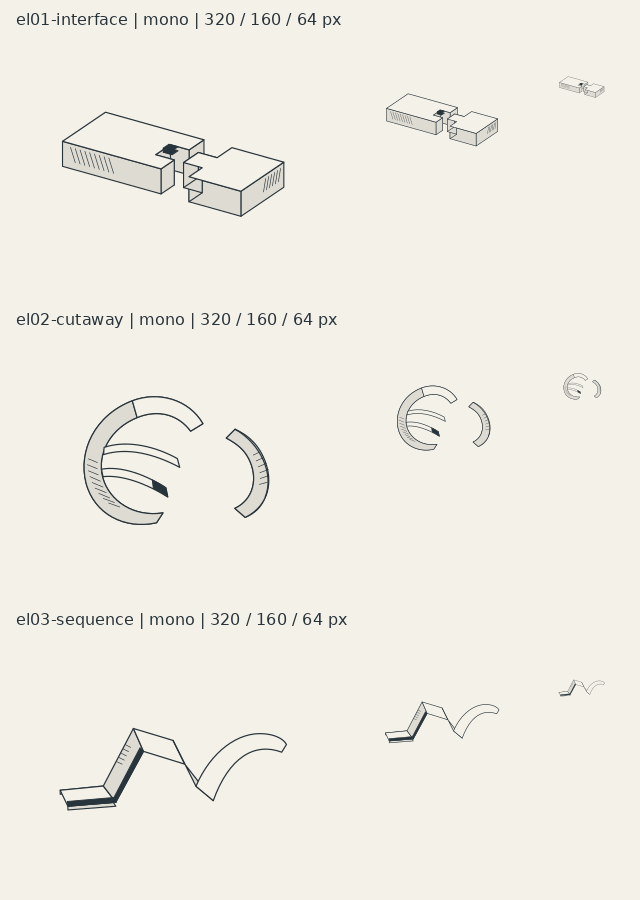 el01-interface | mono | 320 / 160 / 64 px
el02-cutaway | mono | 320 / 160 / 64 px
el03-sequence | mono | 320 / 160 / 64 px